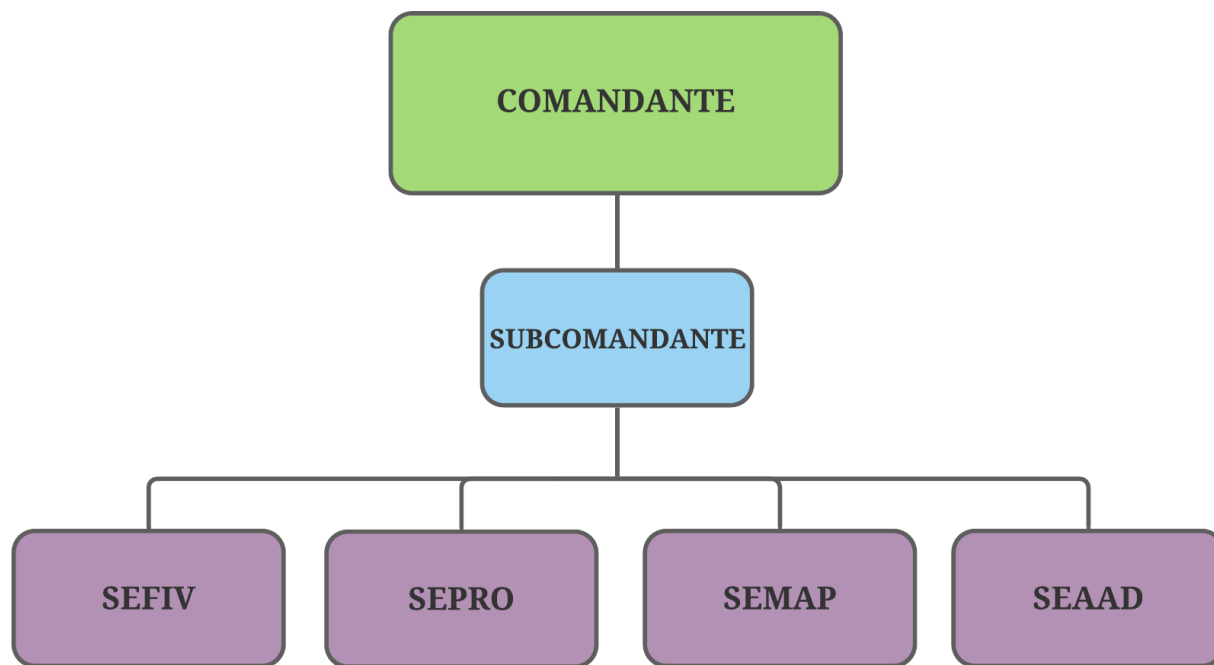 COMANDANTE
SUBCOMANDANTE
SEFIV
SEPRO
SEMAP
SEAAD